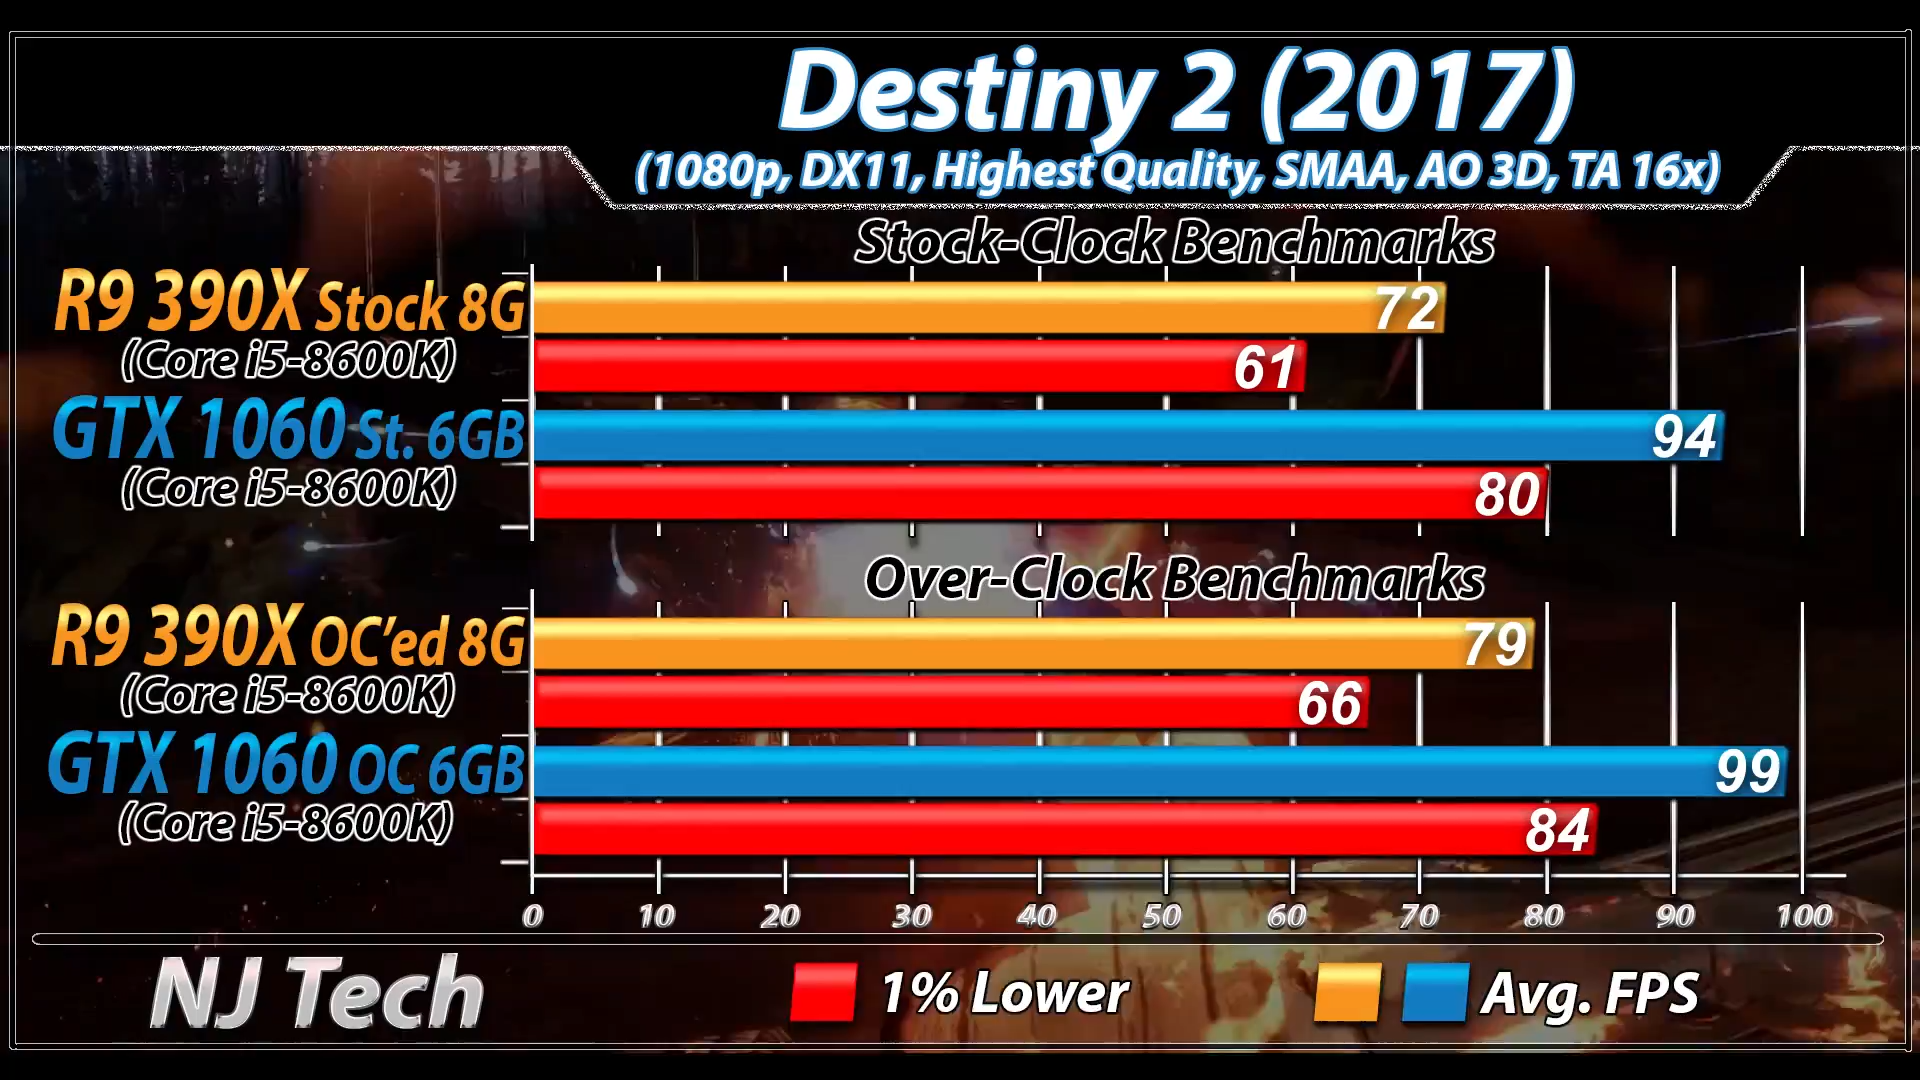 Destiny 2 (2017)
(1080p, DX11, Highest Quality, SMAA, AO 3D, TA 16x)
Stock-Clock Benchmarks
R9 390X Stock 8G
72
(Core i5-8600K)
61
GTX 1060 St. 6GB
94
(Core i5-8600K)
80
Over-Clock Benchmarks
R9 390X OC'ed 8G
79
(Core i5-8600K)
66
GTX 1060 OC 6GB
99
(Core i5-8600K)
84
0 10 20 30 40 50 60 70 80 90 100
NJ Tech
1% Lower
Avg. FPS